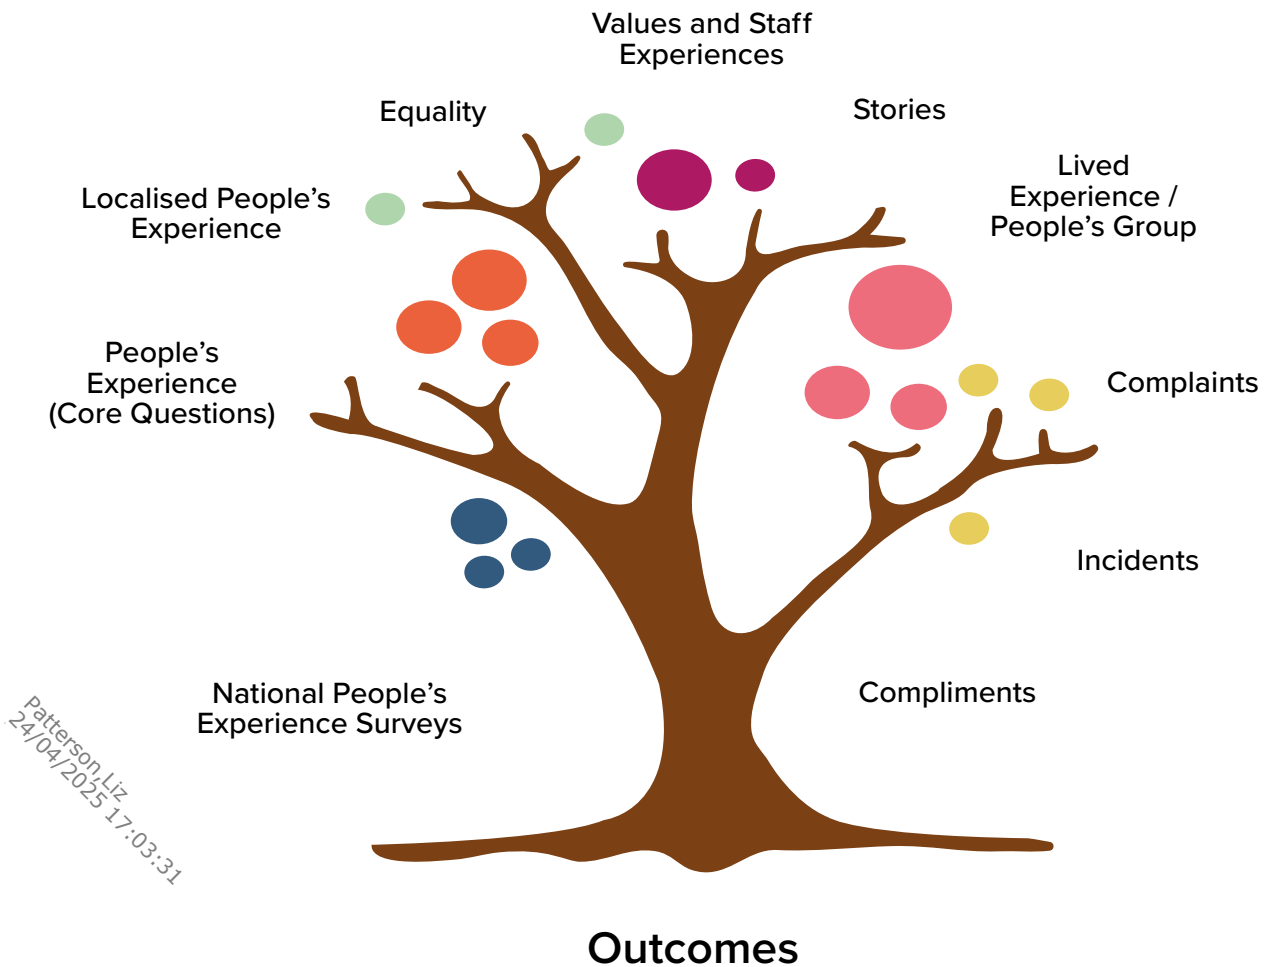 Values and Staff
Experiences
Equality
Stories
Lived
Experience /
People's Group
Localised People's
Experience
People's
Experience
(Core Questions)
Complaints
Incidents
National People's
Experience Surveys
Compliments
Patterson,Liz
24/04/2025 17:03:31
Outcomes